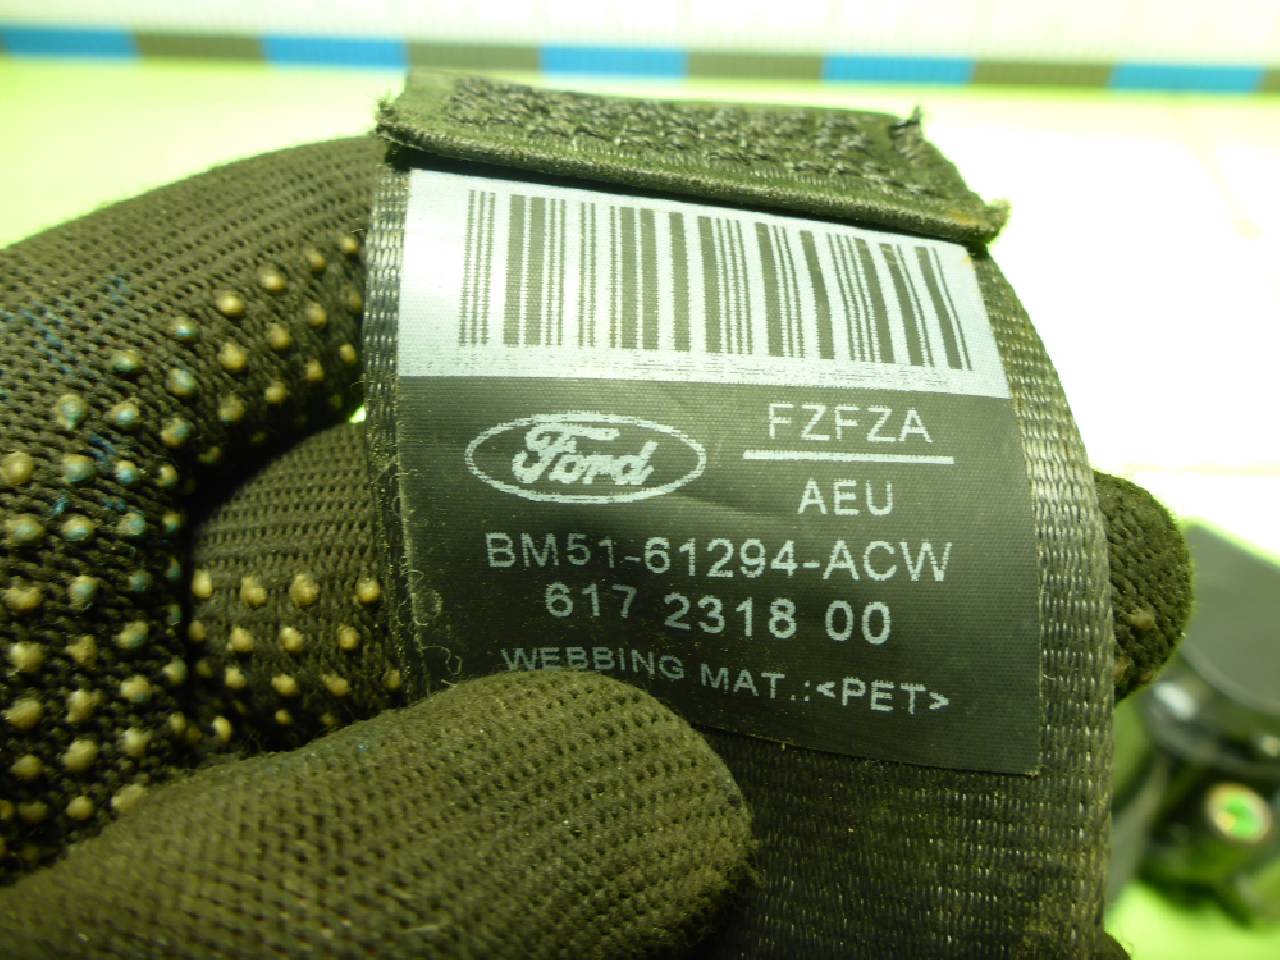 Ford
FZFZA
AEU
BM51-61294-ACW
617 2318 00
WEBBING MAT.:<PET>